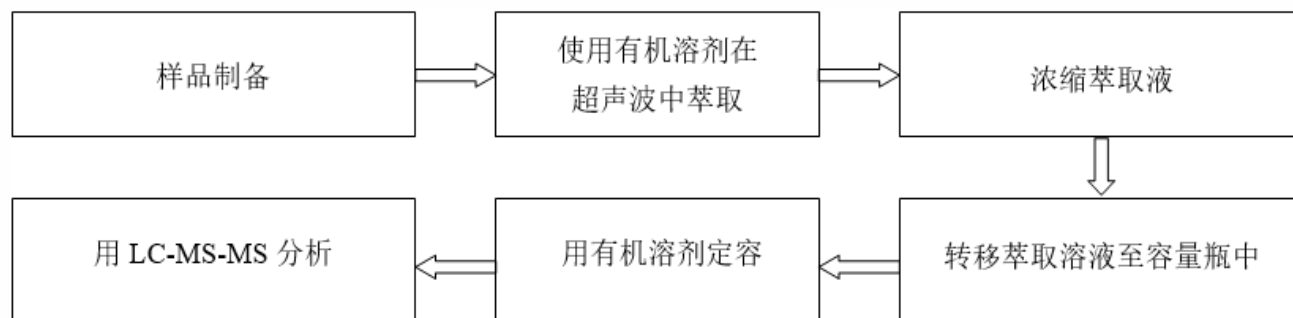 样品制备
使用有机溶剂在
超声波中萃取
浓缩萃取液
转移萃取溶液至容量瓶中
用有机溶剂定容
用 LC-MS-MS 分析